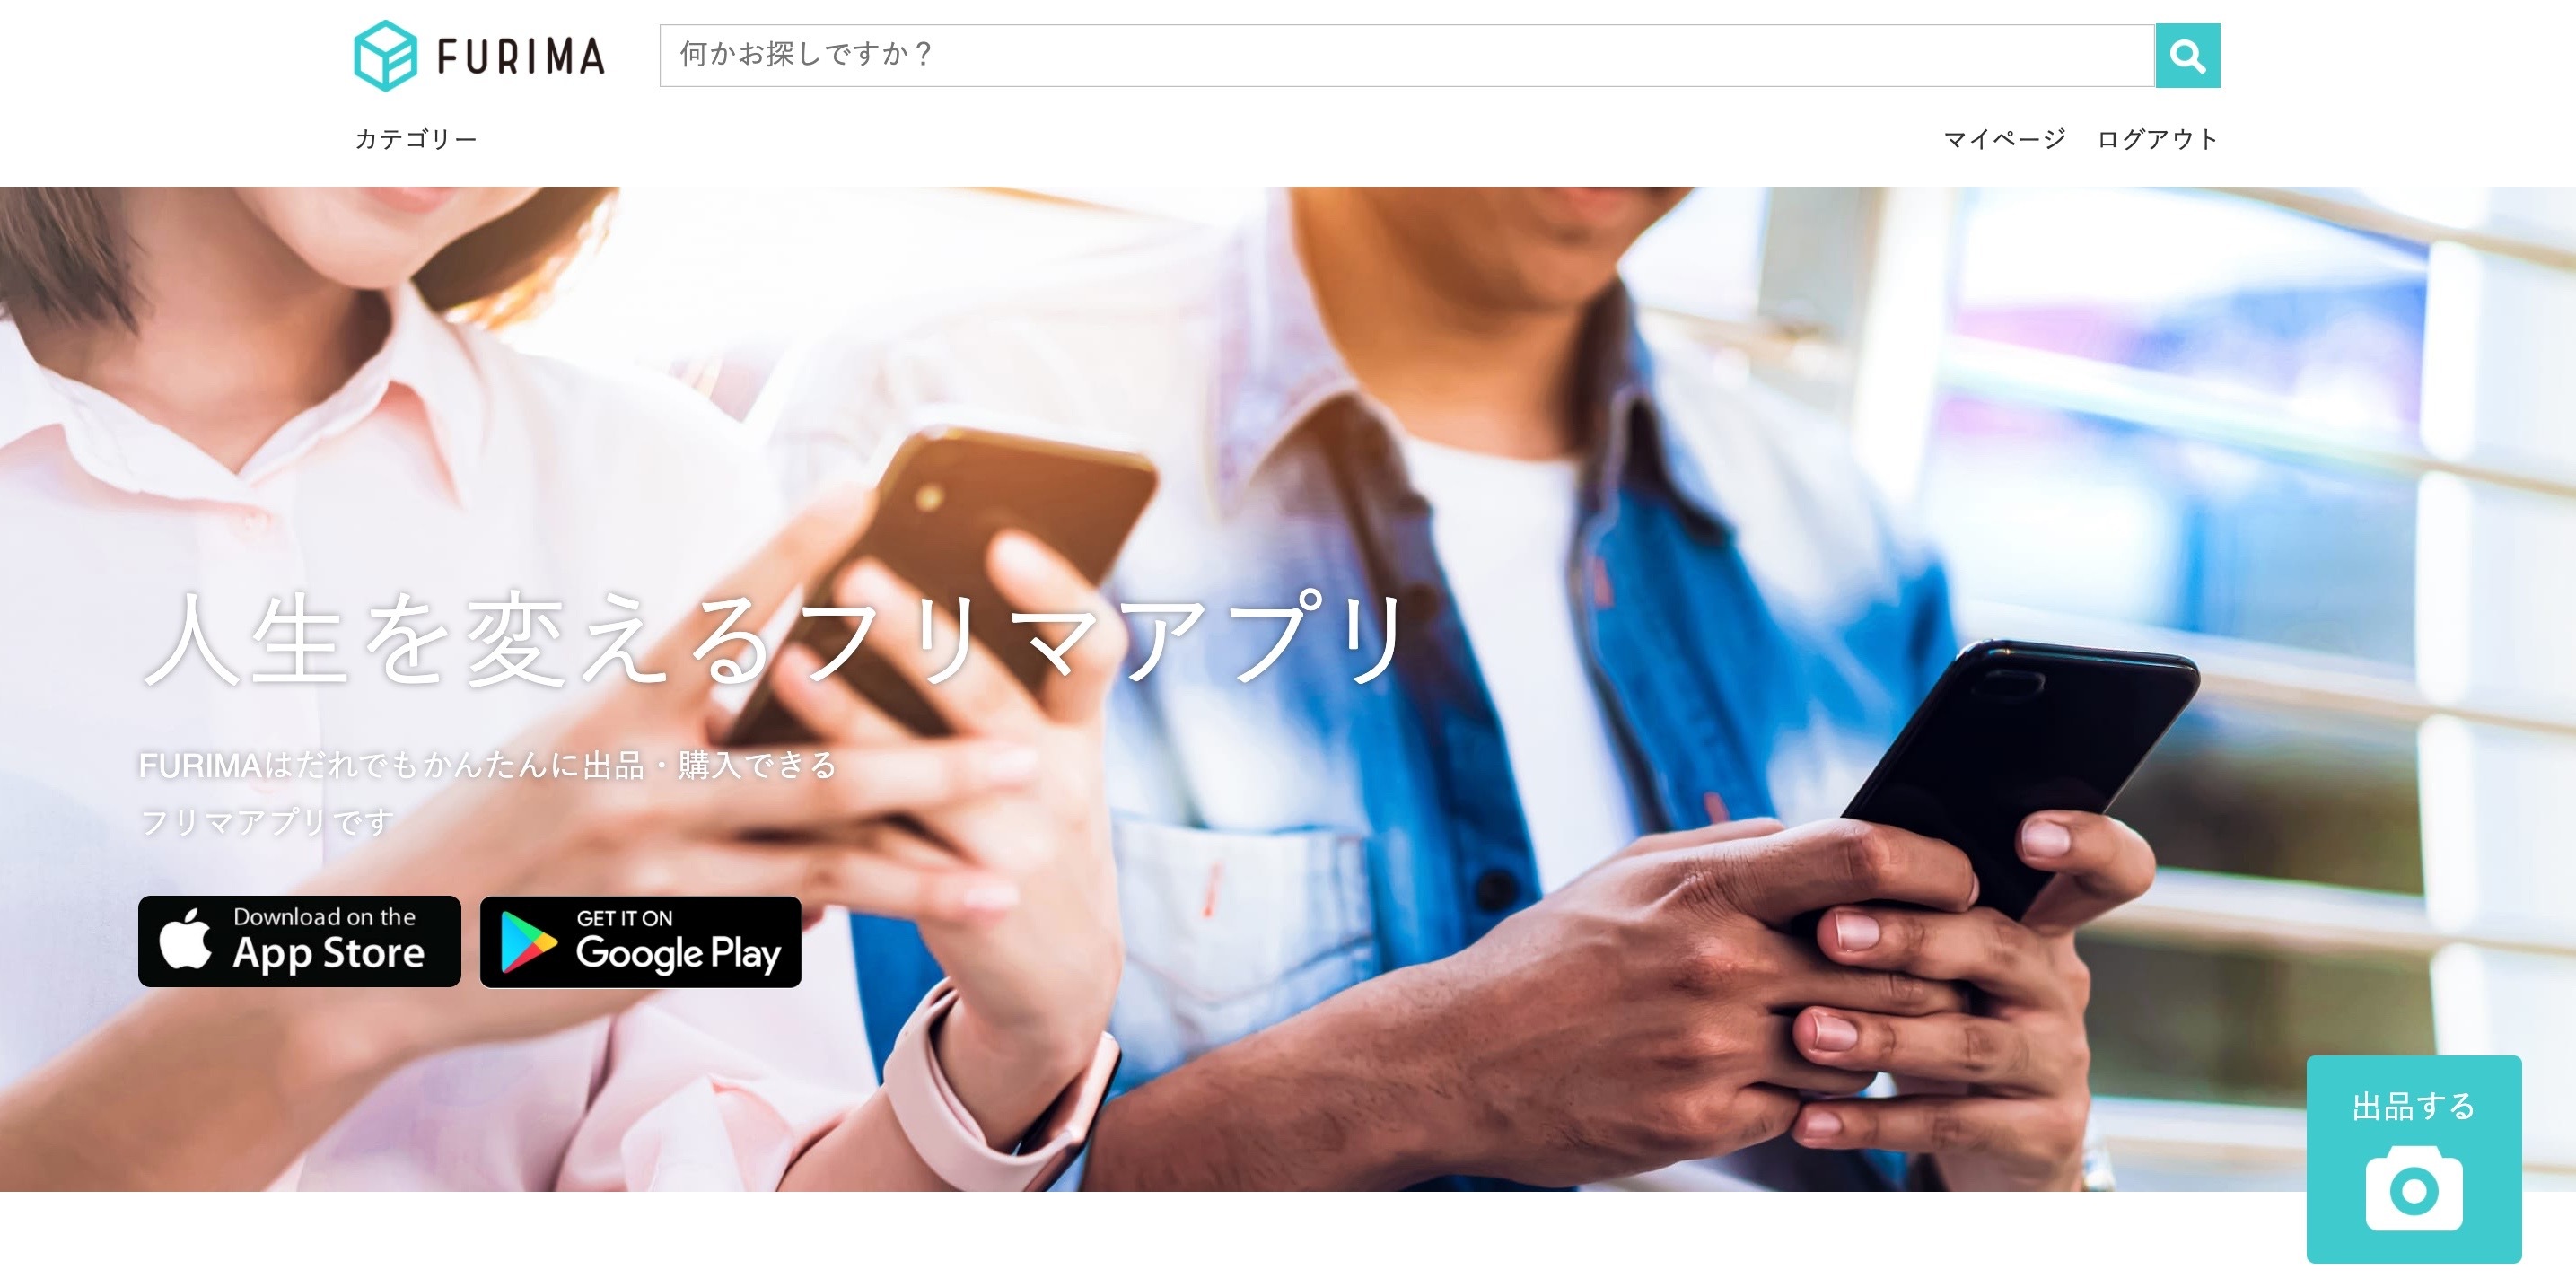 FURIMA
何かお探しですか？
カテゴリー
マイページ ログアウト
人生を変えるフリマアプリ
FURIMAはだれでもかんたんに出品・購入できる
フリマアプリです
Download on the
App Store
GET IT ON
Google Play
出品する